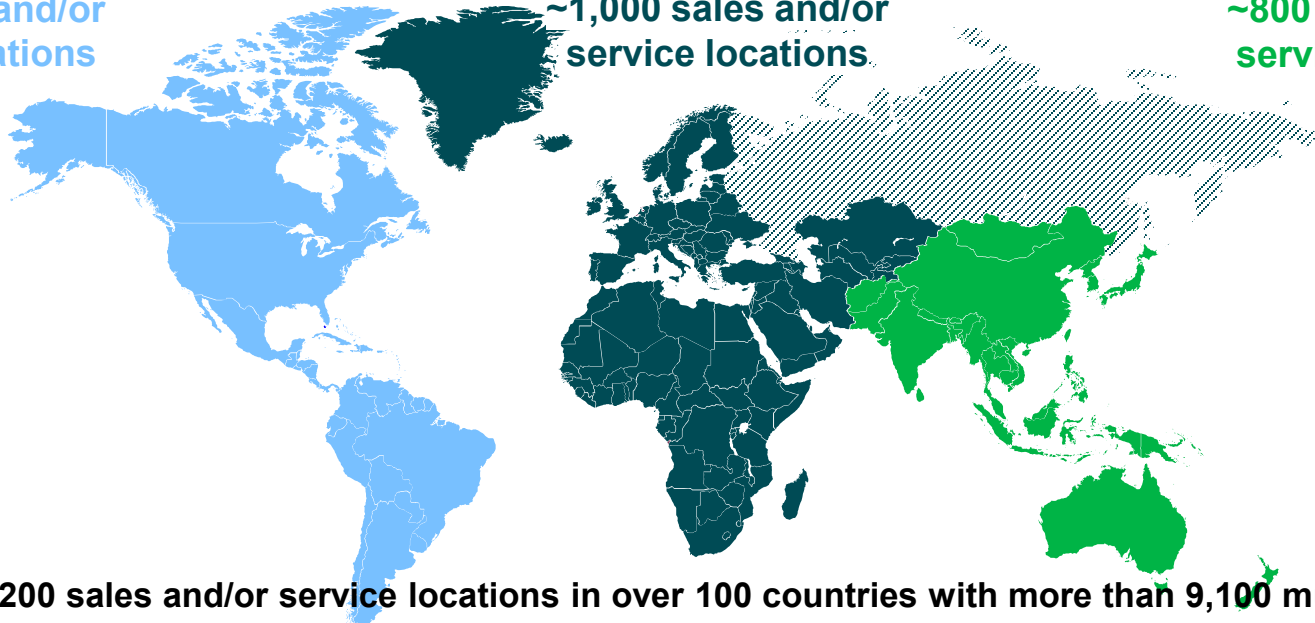 and/or
ations
~1,000 sales and/or
service locations
~800
serv
200 sales and/or service locations in over 100 countries with more than 9,100 m